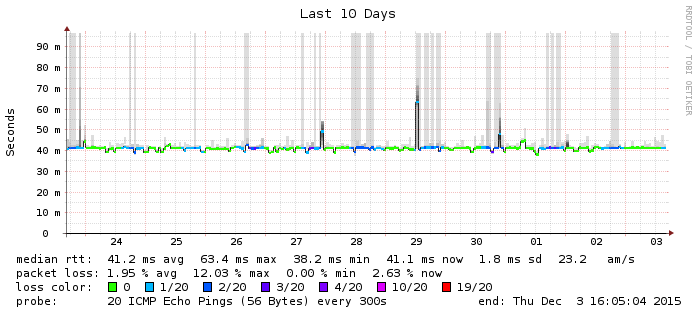 Last 10 Days
RRDTOOL / TOBI OETIKER
Seconds
90 m
80 m
70 m
60 m
50 m
40 m
30 m
20 m
10 m
0
24 25 26 27 28 29 30 01 02 03
median rtt: 41.2 ms avg 63.4 ms max 38.2 ms min 41.1 ms now 1.8 ms sd 23.2 am/s
packet loss: 1.95 % avg 12.03 % max 0.00 % min 2.63 % now
loss color: 0 1/20 2/20 3/20 4/20 10/20 19/20
probe: 20 ICMP Echo Pings (56 Bytes) every 300s end: Thu Dec 3 16:05:04 2015